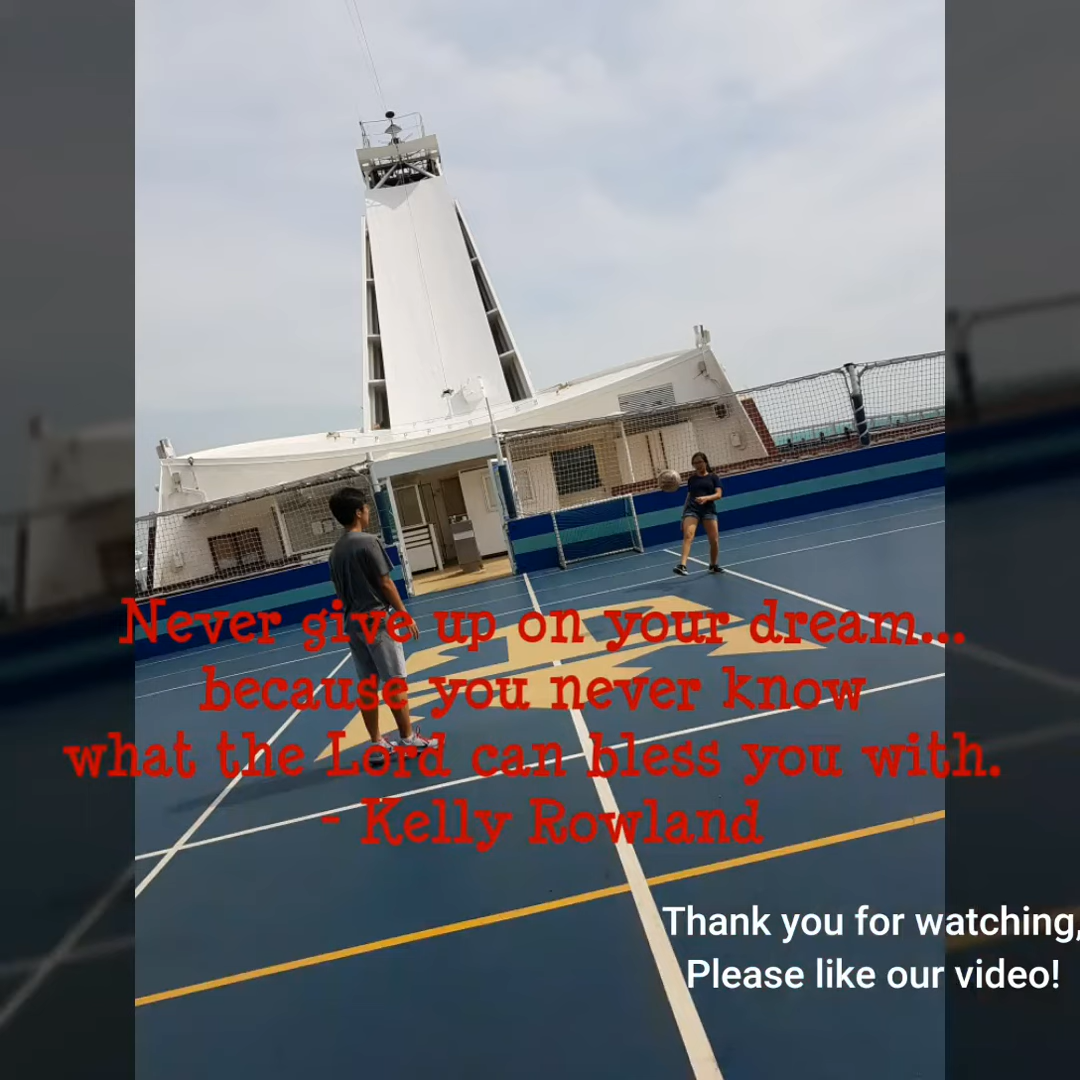 Never give up on your dream...
because you never know
what the Lord can bless you with.
- Kelly Rowland
Thank you for watching,
Please like our video!